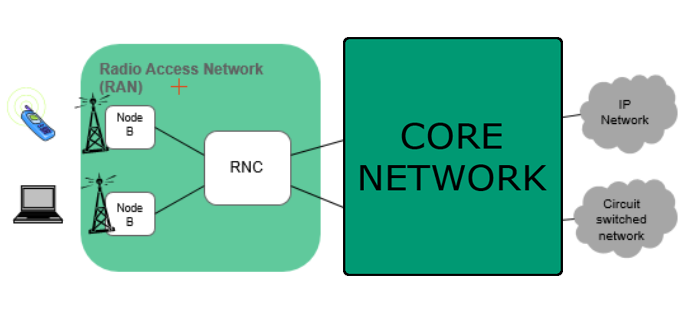 Radio Access Network
(RAN)
Node
B
RNC
Node
B
CORE
NETWORK
IP
Network
Circuit
switched
network